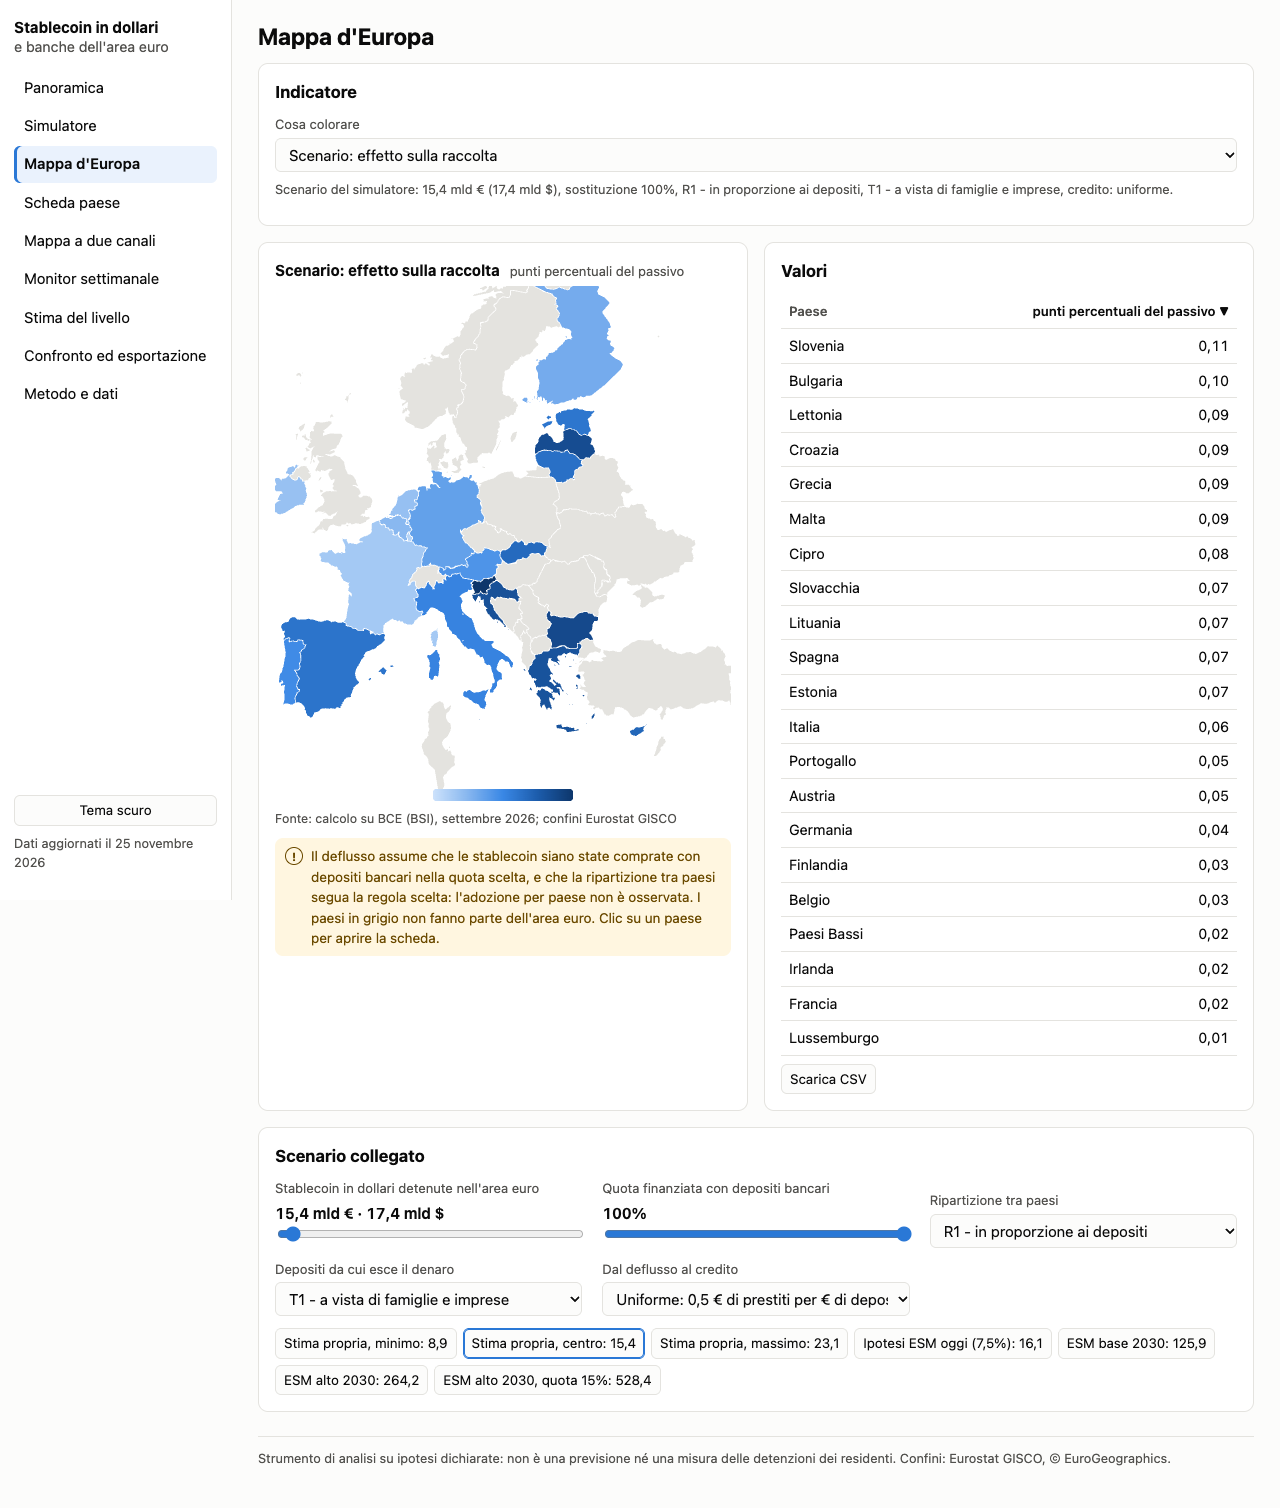 Stablecoin in dollari
e banche dell'area euro
Panoramica
Simulatore
Mappa d'Europa
Scheda paese
Mappa a due canali
Monitor settimanale
Stima del livello
Confronto ed esportazione
Metodo e dati
Tema scuro
Dati aggiornati il 25 novembre
2026
Mappa d'Europa
Indicatore
Cosa colorare
Scenario: effetto sulla raccolta
Scenario del simulatore: 15,4 mld € (17,4 mld $), sostituzione 100%, R1 - in proporzione ai depositi, T1 - a vista di famiglie e imprese, credito: uniforme.
Scenario: effetto sulla raccolta punti percentuali del passivo
Fonte: calcolo su BCE (BSI), settembre 2026; confini Eurostat GISCO
Il deflusso assume che le stablecoin siano state comprate con
depositi bancari nella quota scelta, e che la ripartizione tra paesi
segua la regola scelta: l'adozione per paese non è osservata. I
paesi in grigio non fanno parte dell'area euro. Clic su un paese
per aprire la scheda.
Valori
Paese punti percentuali del passivo ▼
Slovenia 0,11
Bulgaria 0,10
Lettonia 0,09
Croazia 0,09
Grecia 0,09
Malta 0,09
Cipro 0,08
Slovacchia 0,07
Lituania 0,07
Spagna 0,07
Estonia 0,07
Italia 0,06
Portogallo 0,05
Austria 0,05
Germania 0,04
Finlandia 0,03
Belgio 0,03
Paesi Bassi 0,02
Irlanda 0,02
Francia 0,02
Lussemburgo 0,01
Scarica CSV
Scenario collegato
Stablecoin in dollari detenute nell'area euro
15,4 mld € · 17,4 mld $
Quota finanziata con depositi bancari
100%
Ripartizione tra paesi
R1 - in proporzione ai depositi
Depositi da cui esce il denaro
T1 - a vista di famiglie e imprese
Dal deflusso al credito
Uniforme: 0,5 € di prestiti per € di depos
Stima propria, minimo: 8,9
Stima propria, centro: 15,4
Stima propria, massimo: 23,1
Ipotesi ESM oggi (7,5%): 16,1
ESM base 2030: 125,9
ESM alto 2030: 264,2
ESM alto 2030, quota 15%: 528,4
Strumento di analisi su ipotesi dichiarate: non è una previsione né una misura delle detenzioni dei residenti. Confini: Eurostat GISCO, © EuroGeographics.